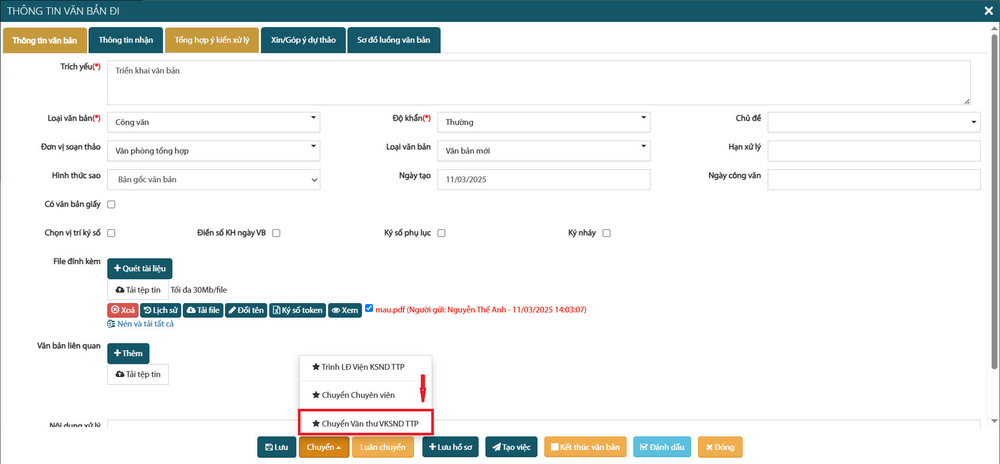 THÔNG TIN VĂN BẢN ĐI
Thông tin văn bản
Thông tin nhận
Tổng hợp ý kiến xử lý
Xin/Góp ý dự thảo
Sơ đồ luồng văn bản
Trích yếu(*)
Triển khai văn bản
Loại văn bản(*)
Công văn
Độ khẩn(*)
Thường
Chủ đề
Đơn vị soạn thảo
Văn phòng tổng hợp
Loại văn bản
Văn bản mới
Hạn xử lý
Hình thức sao
Bản gốc văn bản
Ngày tạo
11/03/2025
Ngày công văn
Có văn bản giấy
Chọn vị trí ký số
Điền số KH ngày VB
Ký số phụ lục
Ký nháy
File đính kèm
Quét tài liệu
Tải tệp tin
Tối đa 30Mb/file
Xoá
Lịch sử
Tải file
Đổi tên
Ký số token
Xem
mau.pdf (Người gửi: Nguyễn Thế Anh - 11/03/2025 14:03:07)
Nén và tải tất cả
Văn bản liên quan
Thêm
Tải tệp tin
Trình LĐ Viện KSND TTP
Chuyển Chuyên viên
Chuyển Văn thư VKSND TTP
Nội dung xử lý
Lưu
Chuyển
Luân chuyển
Lưu hồ sơ
Tạo việc
Kết thúc văn bản
Đánh dấu
Đóng